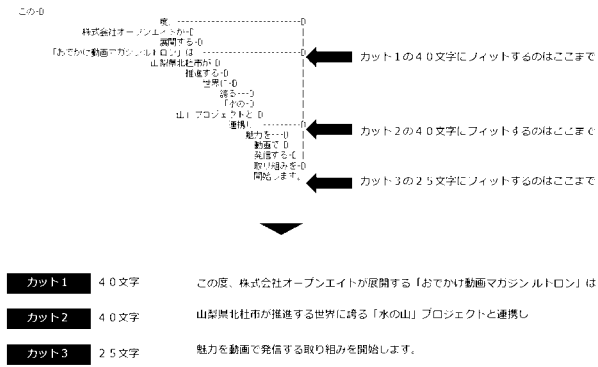 この-D
度、-----------------------------D
株式会社オープンエイトが-D
展開する-D
「おでかけ動画マガジン ルトロン」は -----------------------D
カット1の40文字にフィットするのはここまで
山梨県北杜市が-D
推進する-D
世界に-D
誇る---D
「水の-D
山」プロジェクトと-D
連携し ---------D
カット2の40文字にフィットするのはここまで
魅力を---D
動画で-D
発信する-D
取り組みを-D
開始します。
カット3の25文字にフィットするのはここまで
カット1 40文字 この度、株式会社オープンエイトが展開する「おでかけ動画マガジン ルトロン」は
カット2 40文字 山梨県北杜市が推進する世界に誇る「水の山」プロジェクトと連携し
カット3 25文字 魅力を動画で発信する取り組みを開始します。